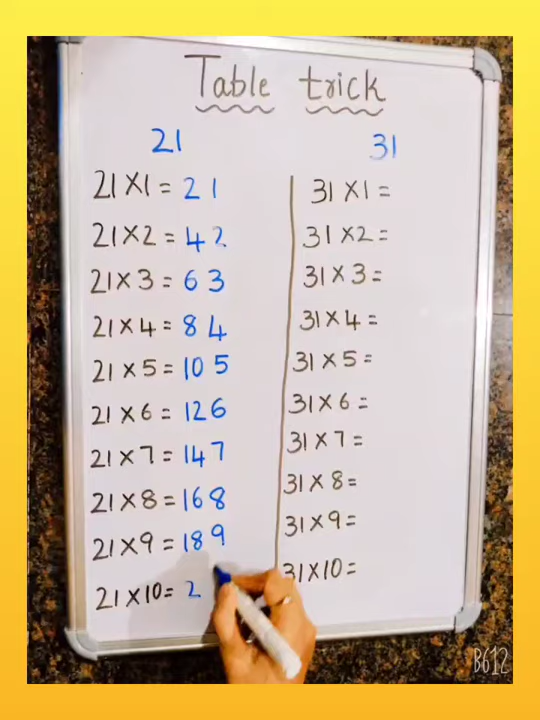 Table trick
21
21 X 1 = 21
21 X 2 = 42
21 X 3 = 63
21 X 4 = 84
21 X 5 = 105
21 X 6 = 126
21 X 7 = 147
21 X 8 = 168
21 X 9 = 189
21 X 10 = 2
31
31 X 1 =
31 X 2 =
31 X 3 =
31 X 4 =
31 X 5 =
31 X 6 =
31 X 7 =
31 X 8 =
31 X 9 =
31 X 10 =
B612